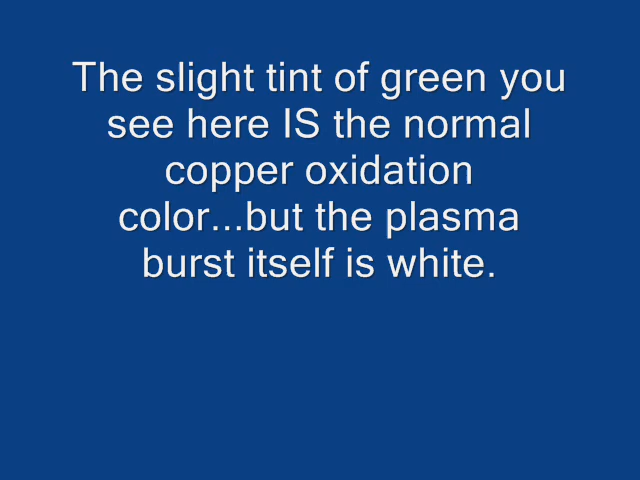 The slight tint of green you
see here IS the normal
copper oxidation
color...but the plasma
burst itself is white.